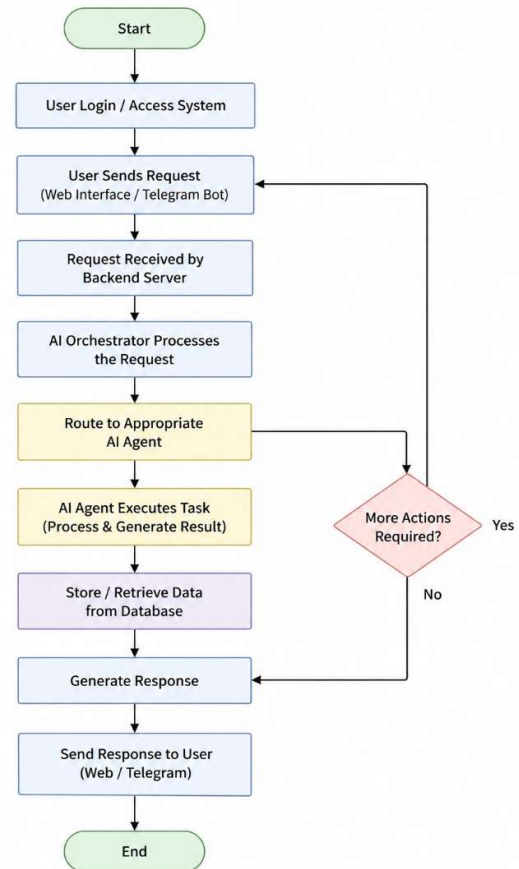 Start
User Login / Access System
User Sends Request
(Web Interface / Telegram Bot)
Request Received by
Backend Server
AI Orchestrator Processes
the Request
Route to Appropriate
AI Agent
AI Agent Executes Task
(Process & Generate Result)
More Actions
Required?
Yes
No
Store / Retrieve Data
from Database
Generate Response
Send Response to User
(Web / Telegram)
End